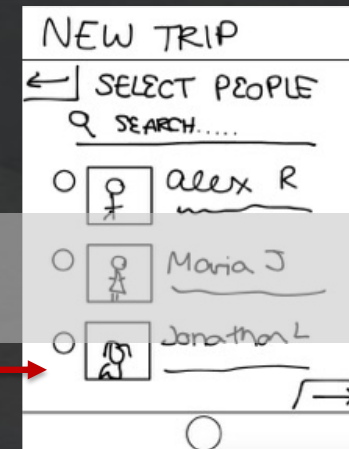 NEW TRIP
SELECT PEOPLE
SEARCH.....
alex R
Maria J
Jonathan L